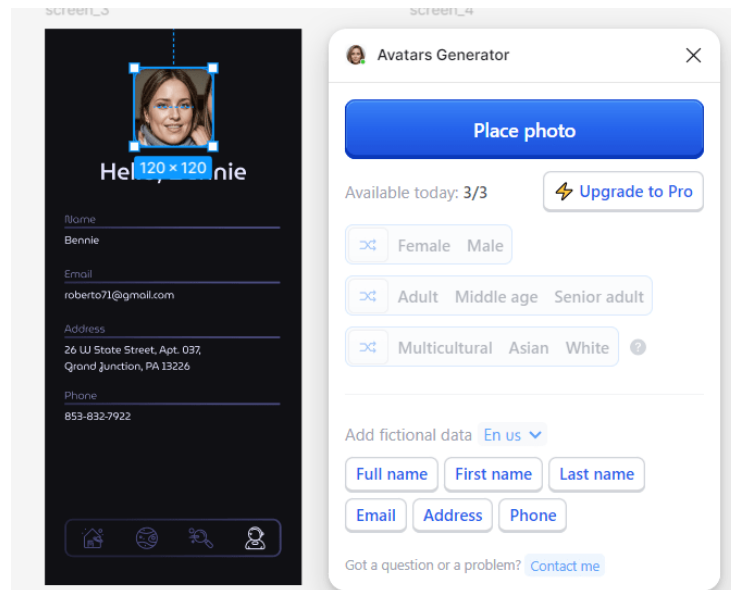 screen_3
screen_4
120 × 120
Hello, Bennie
Name
Bennie
Email
roberto71@gmail.com
Address
26 W State Street, Apt. 037,
Grand Junction, PA 13226
Phone
853-832-7922
Avatars Generator
Place photo
Available today: 3/3
Upgrade to Pro
Female Male
Adult Middle age Senior adult
Multicultural Asian White ?
Add fictional data En us
Full name First name Last name
Email Address Phone
Got a question or a problem? Contact me